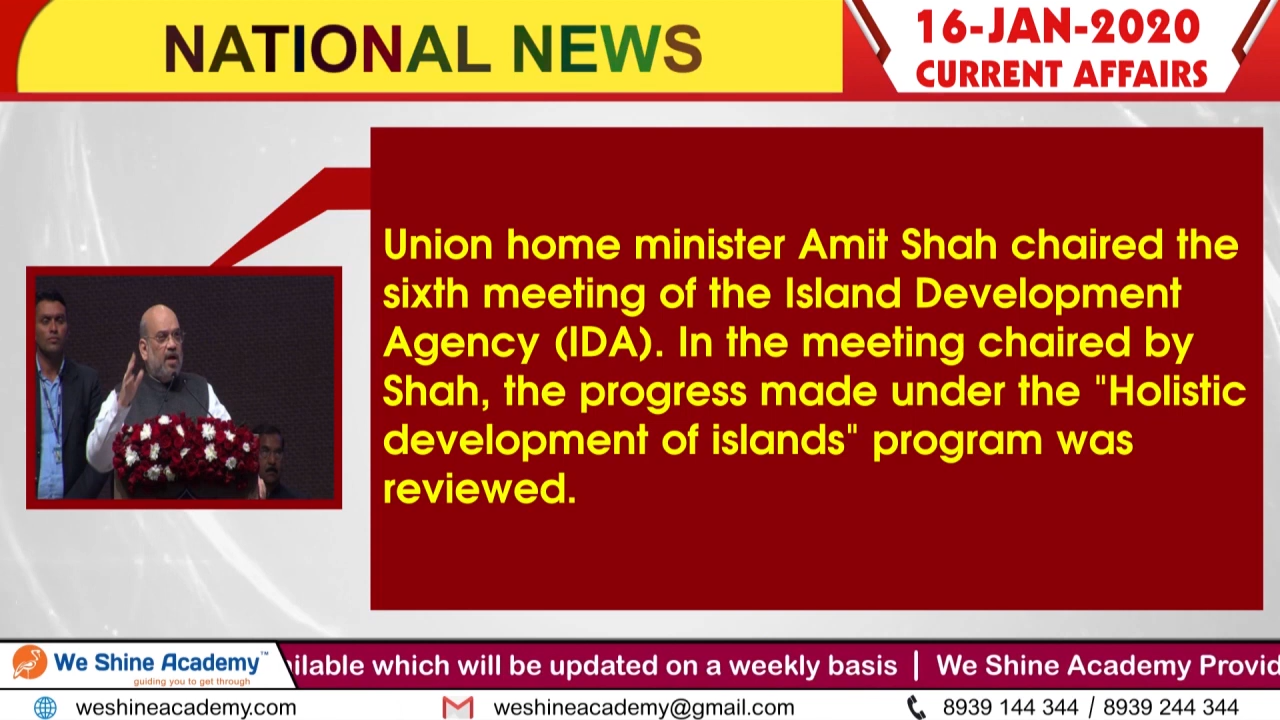 NATIONAL NEWS
16-JAN-2020
CURRENT AFFAIRS
Union home minister Amit Shah chaired the
sixth meeting of the Island Development
Agency (IDA). In the meeting chaired by
Shah, the progress made under the "Holistic
development of islands" program was
reviewed.
We Shine Academy™
guiding you to get through
ilable which will be updated on a weekly basis | We Shine Academy Provid
weshineacademy.com
weshineacademy@gmail.com
8939 144 344 / 8939 244 344